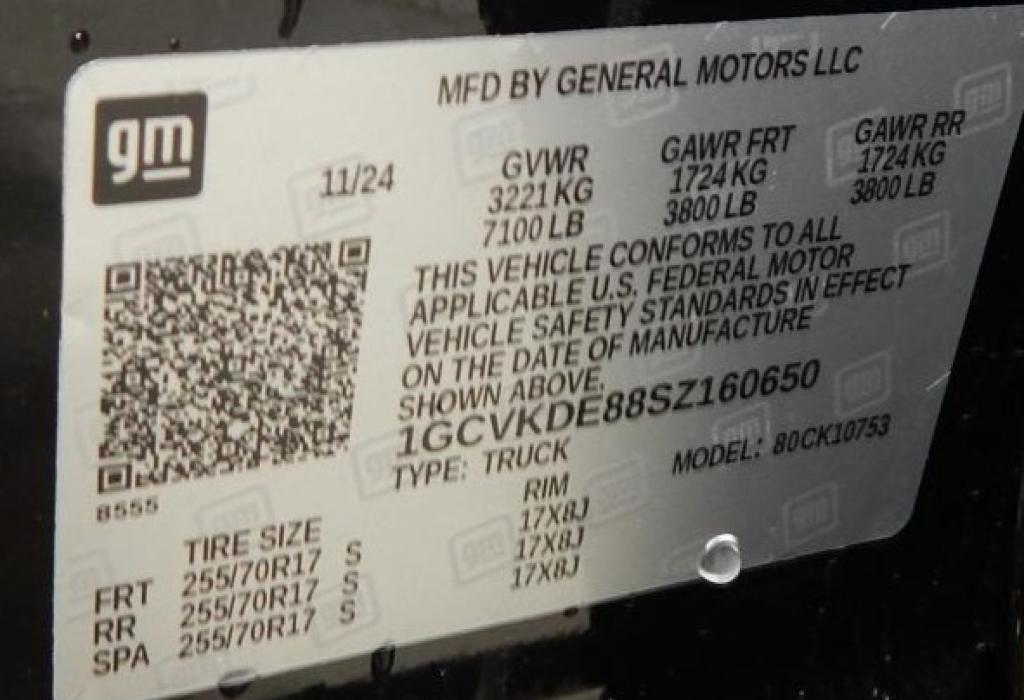 MFD BY GENERAL MOTORS LLC
gm
11/24
GVWR GAWR FRT GAWR RR
3221 KG 1724 KG 1724 KG
7100 LB 3800 LB 3800 LB
THIS VEHICLE CONFORMS TO ALL
APPLICABLE U.S. FEDERAL MOTOR
VEHICLE SAFETY STANDARDS IN EFFECT
ON THE DATE OF MANUFACTURE
SHOWN ABOVE.
1GCVKDE88SZ160650
TYPE: TRUCK MODEL: 80CK10753
8555
TIRE SIZE RIM
FRT 255/70R17 S 17X8J
RR 255/70R17 S 17X8J
SPA 255/70R17 S 17X8J